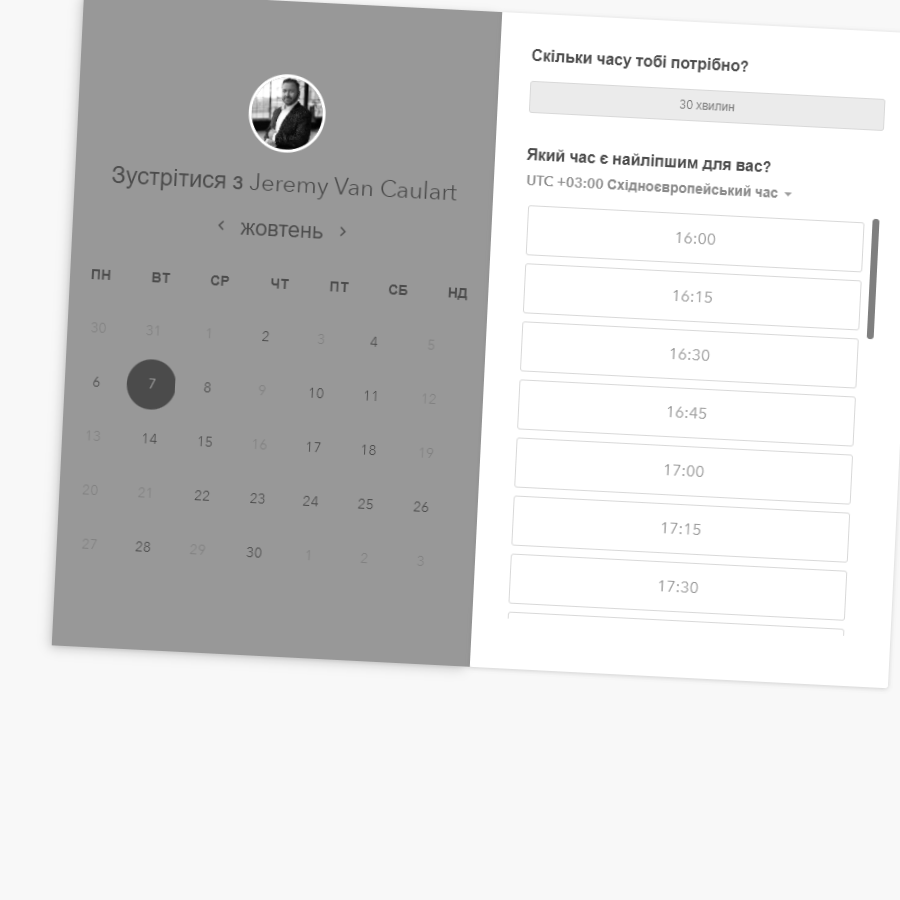 Зустрітися з Jeremy Van Caulart
жовтень
ПН ВТ СР ЧТ ПТ СБ НД
30 31 1 2 3 4 5
6 7 8 9 10 11 12
13 14 15 16 17 18 19
20 21 22 23 24 25 26
27 28 29 30 1 2 3
Скільки часу тобі потрібно?
30 хвилин
Який час є найліпшим для вас?
UTC +03:00 Східноєвропейський час
16:00
16:15
16:30
16:45
17:00
17:15
17:30